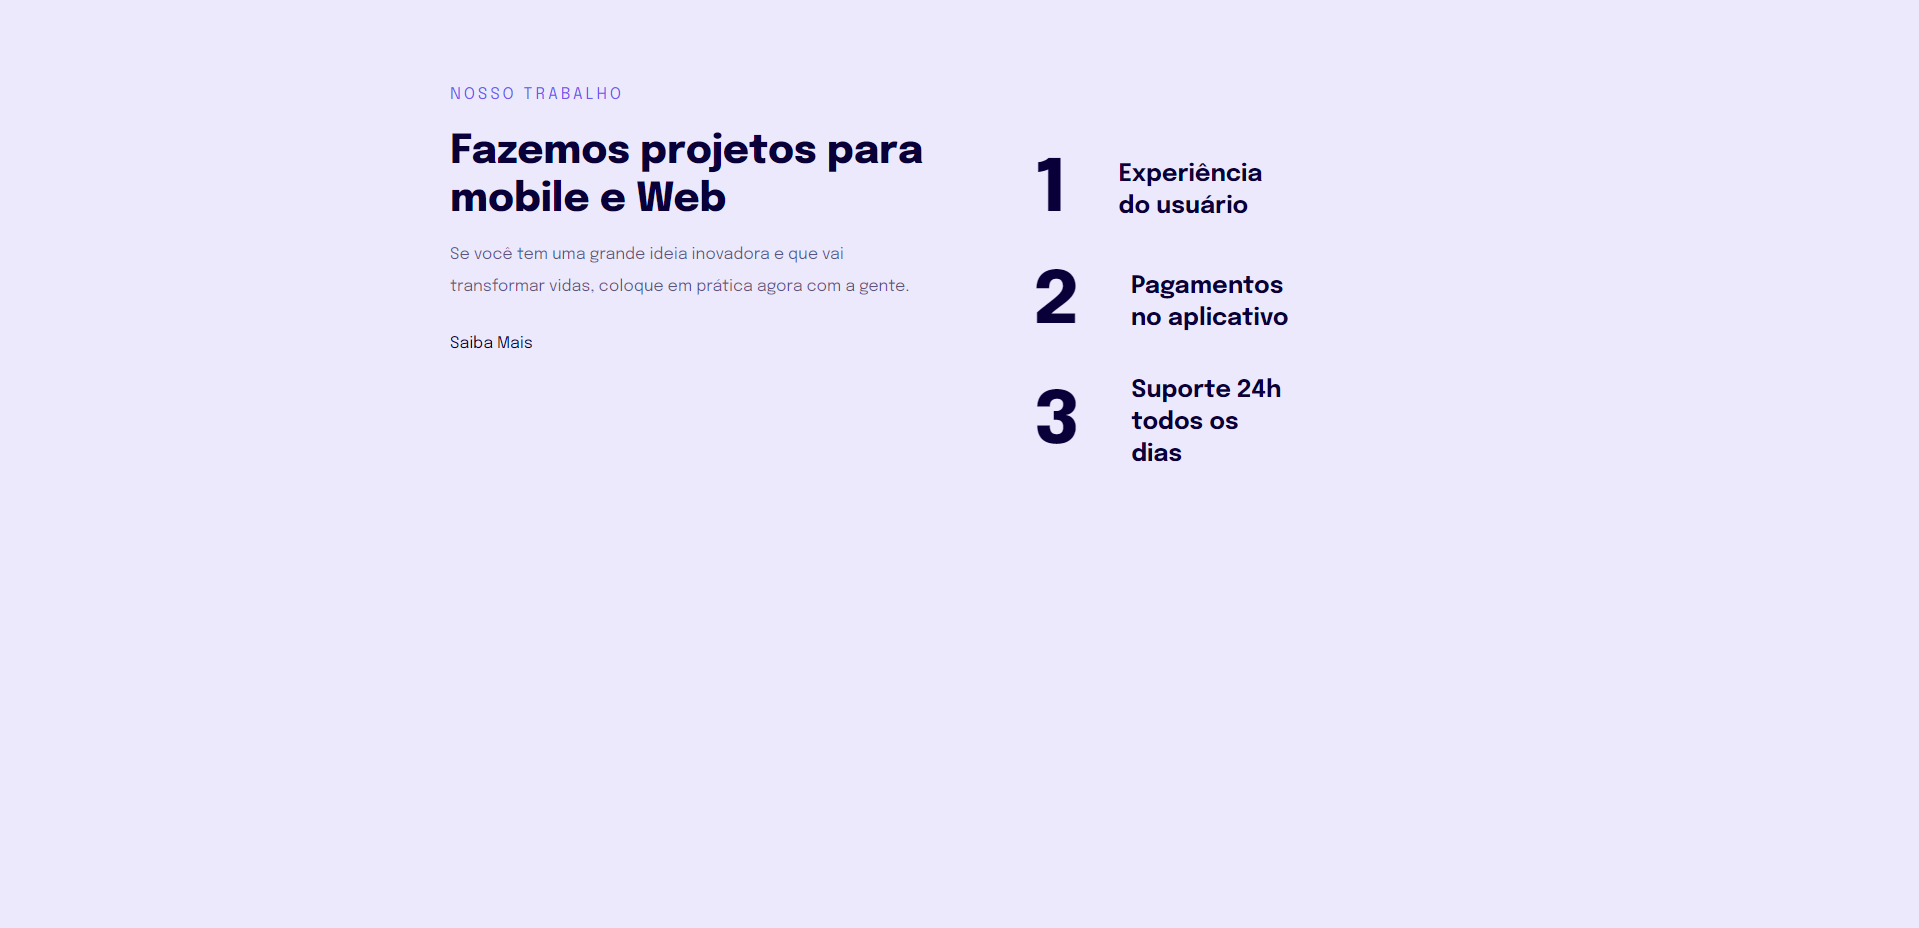 NOSSO TRABALHO
Fazemos projetos para
mobile e Web
Se você tem uma grande ideia inovadora e que vai
transformar vidas, coloque em prática agora com a gente.
Saiba Mais
1
Experiência
do usuário
2
Pagamentos
no aplicativo
3
Suporte 24h
todos os
dias